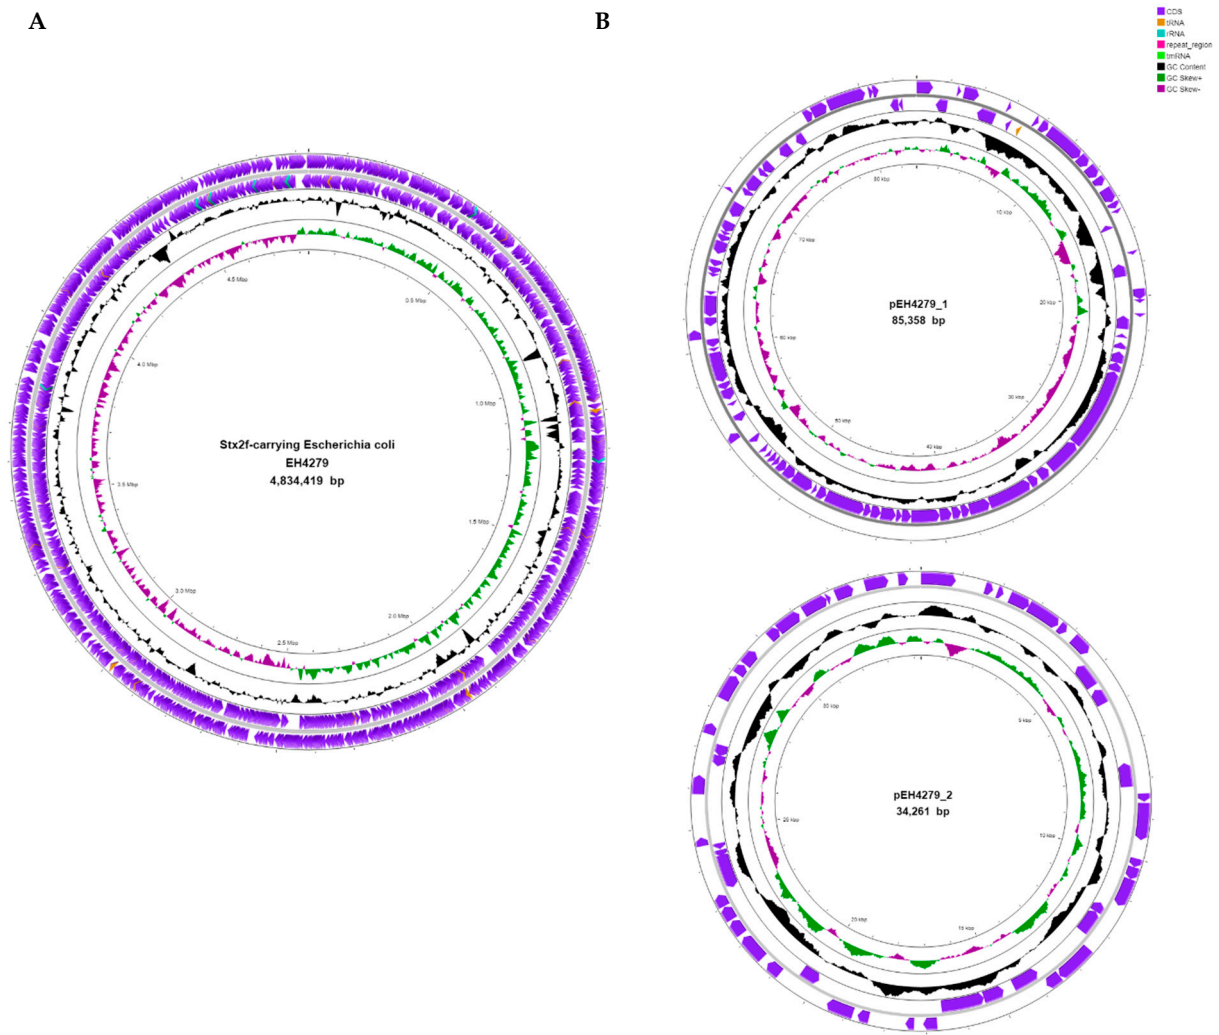 A
B
CDS
tRNA
rRNA
repeat_region
tmRNA
GC Content
GC Skew+
GC Skew-
Stx2f-carrying Escherichia coli
EH4279
4,834,419 bp
0.5 Mbp
1.0 Mbp
1.5 Mbp
2.0 Mbp
2.5 Mbp
3.0 Mbp
3.5 Mbp
4.0 Mbp
4.5 Mbp
pEH4279_1
85,358 bp
10 kbp
20 kbp
30 kbp
40 kbp
50 kbp
60 kbp
70 kbp
80 kbp
pEH4279_2
34,261 bp
5 kbp
10 kbp
15 kbp
20 kbp
25 kbp
30 kbp